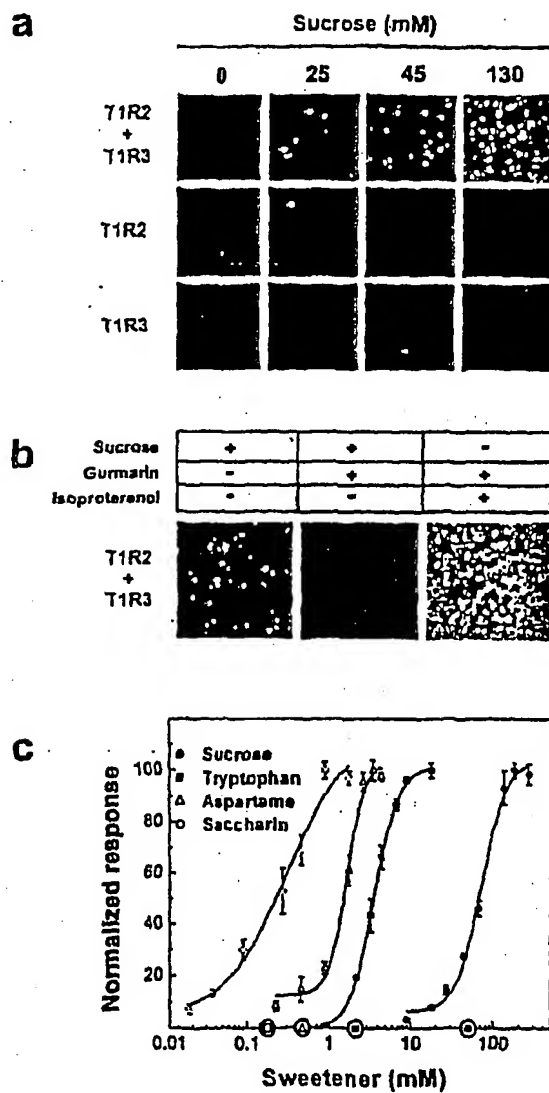 a
Sucrose (mM)
0 25 45 130
T1R2
+
T1R3
T1R2
T1R3
b
Sucrose + + -
Gurmarin - + +
Isoproterenol - - +
T1R2
+
T1R3
c
Sucrose
Tryptophan
Aspartame
Saccharin
Normalized response
100
80
60
40
20
0.01 0.1 1 10 100
Sweetener (mM)